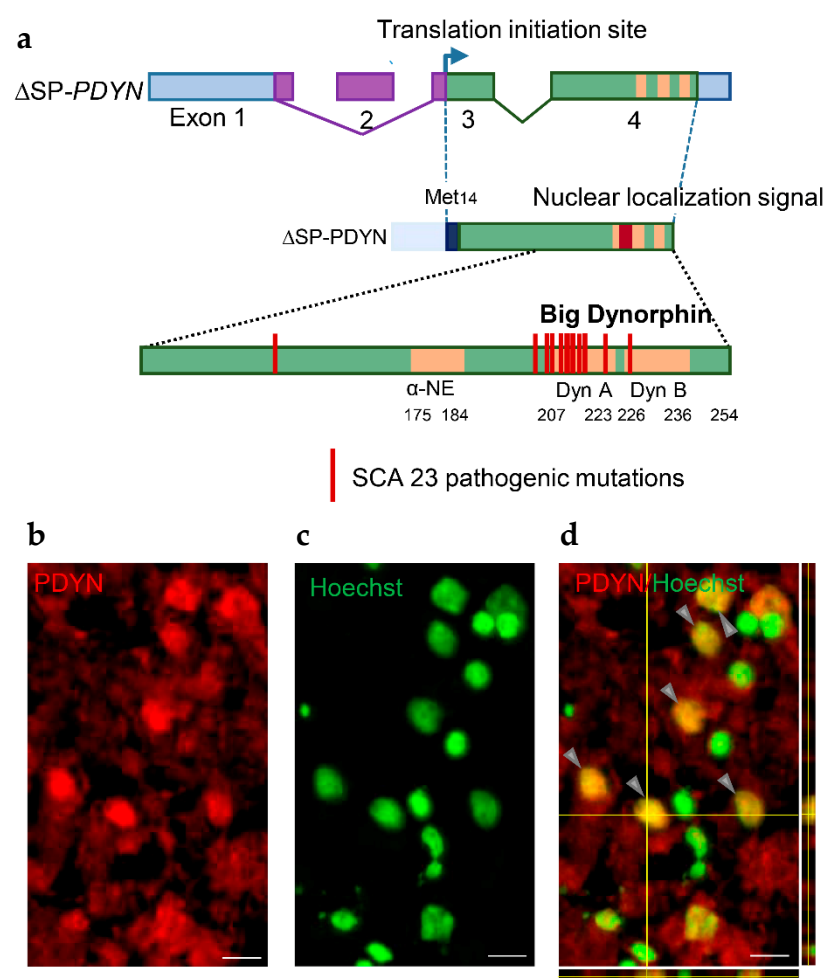 a
Translation initiation site
ΔSP-PDYN
Exon 1
2
3
4
Met14
Nuclear localization signal
ΔSP-PDYN
Big Dynorphin
α-NE
Dyn A
Dyn B
175 184 207 223 226 236 254
SCA 23 pathogenic mutations
b
c
d
PDYN
Hoechst
PDYN/Hoechst